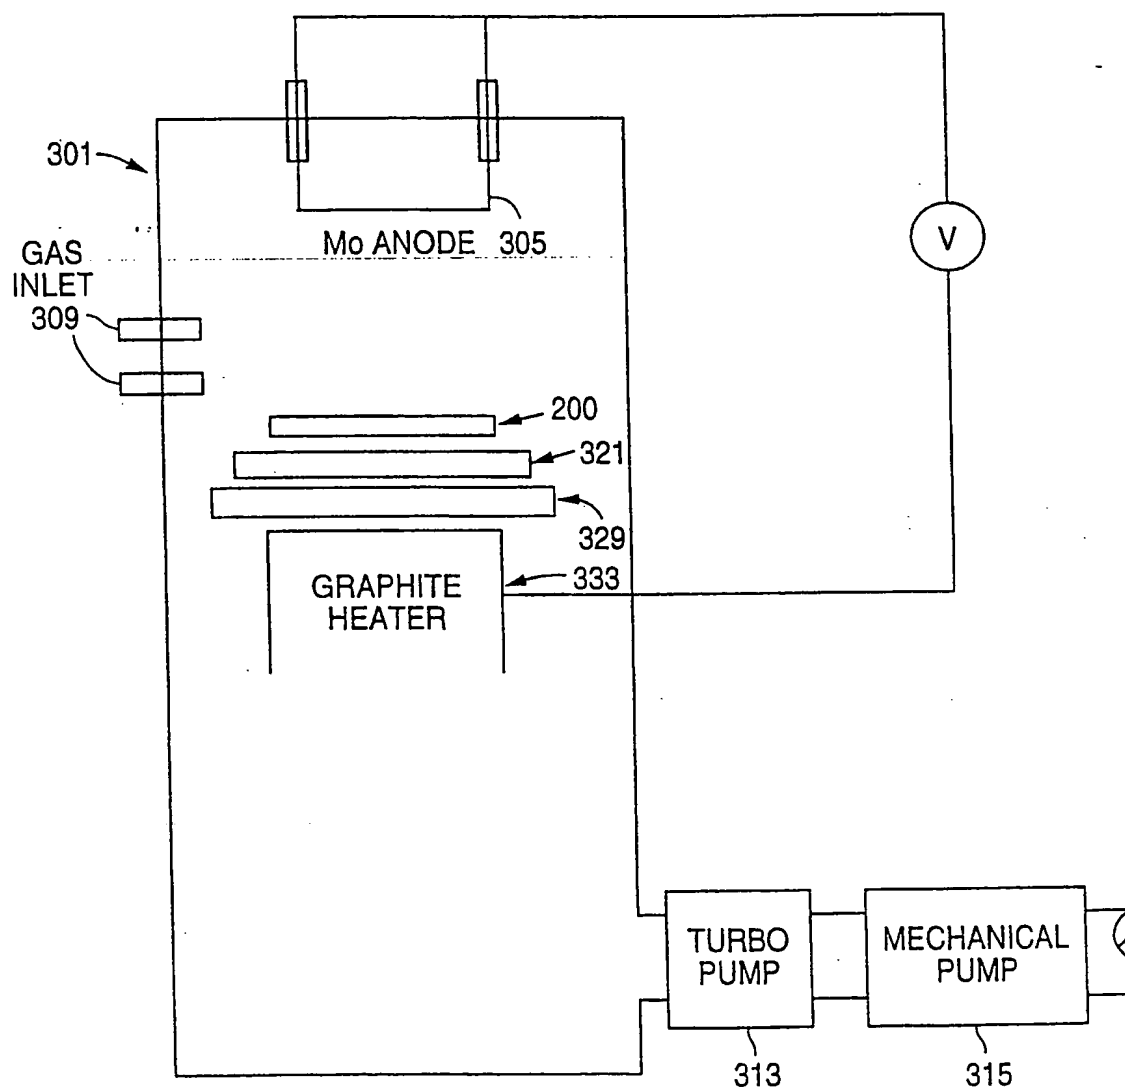 301
Mo ANODE 305
V
GAS
INLET
309
200
321
329
333
GRAPHITE
HEATER
TURBO
PUMP
MECHANICAL
PUMP
313
315